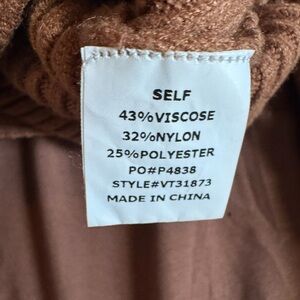 SELF
43%VISCOSE
32%NYLON
25%POLYESTER
PO#P4838
STYLE#VT31873
MADE IN CHINA